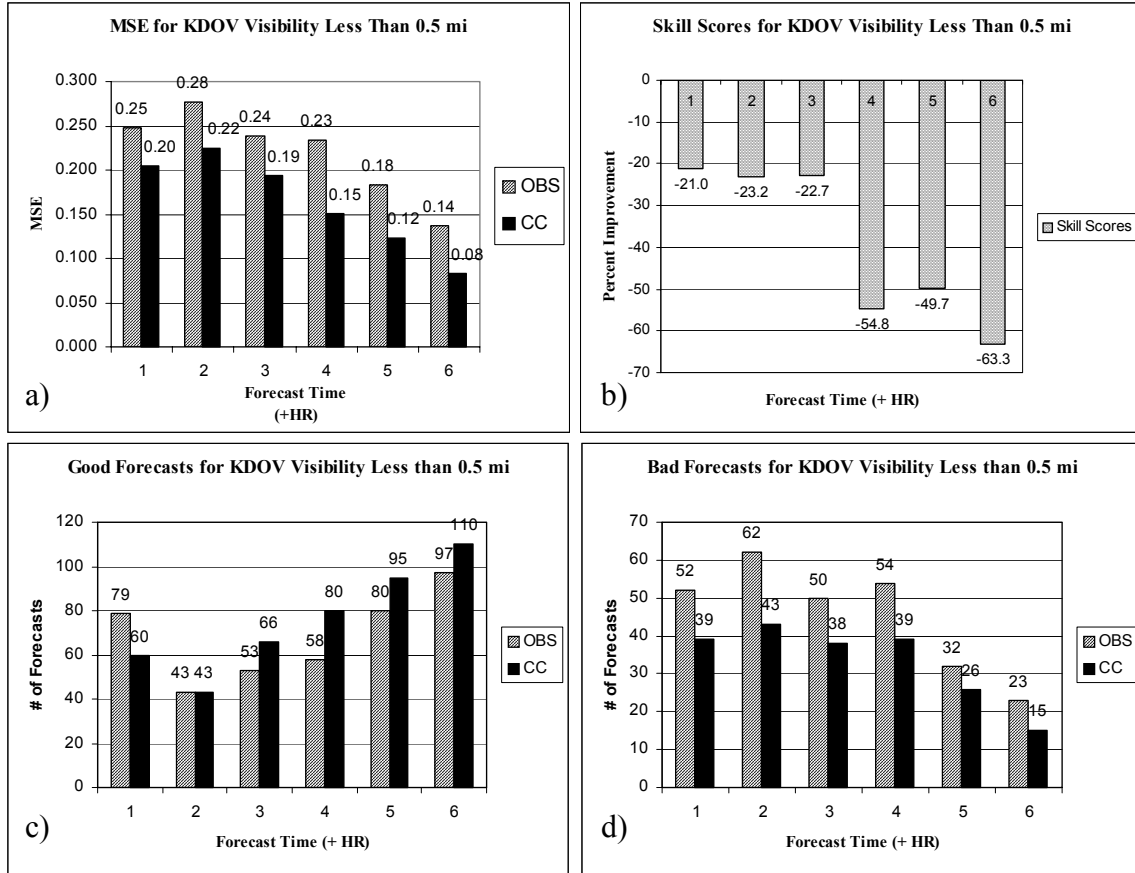 MSE for KDOV Visibility Less Than 0.5 mi
0.300
0.250
0.200
0.150
0.100
0.050
0.000
MSE
0.25
0.20
0.28
0.22
0.24
0.19
0.23
0.15
0.18
0.12
0.14
0.08
OBS
CC
1 2 3 4 5 6
Forecast Time
(+HR)
a)
Skill Scores for KDOV Visibility Less Than 0.5 mi
0
-10
-20
-30
-40
-50
-60
-70
Percent Improvement
1 2 3 4 5 6
-21.0
-23.2
-22.7
-54.8
-49.7
-63.3
Skill Scores
Forecast Time (+ HR)
b)
Good Forecasts for KDOV Visibility Less than 0.5 mi
120
100
80
60
40
20
0
# of Forecasts
79
60
43 43
53
66
58
80
80
95
97
110
OBS
CC
1 2 3 4 5 6
Forecast Time (+ HR)
c)
Bad Forecasts for KDOV Visibility Less than 0.5 mi
70
60
50
40
30
20
10
0
# of Forecasts
52
39
62
43
50
38
54
39
32
26
23
15
OBS
CC
1 2 3 4 5 6
Forecast Time (+ HR)
d)